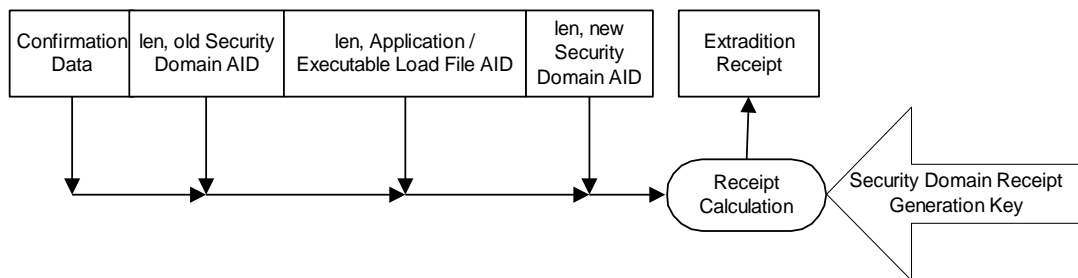 Confirmation
Data
len, old Security
Domain AID
len, Application /
Executable Load File AID
len, new
Security
Domain AID
Extradition
Receipt
Receipt
Calculation
Security Domain Receipt
Generation Key